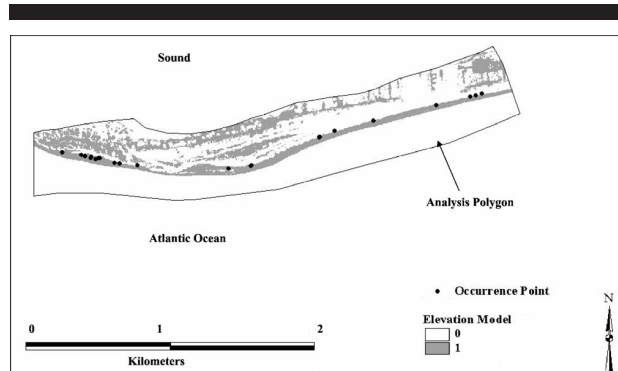 Sound
Analysis Polygon
Atlantic Ocean
Occurrence Point
N
Elevation Model
0
1
0 1 2
Kilometers